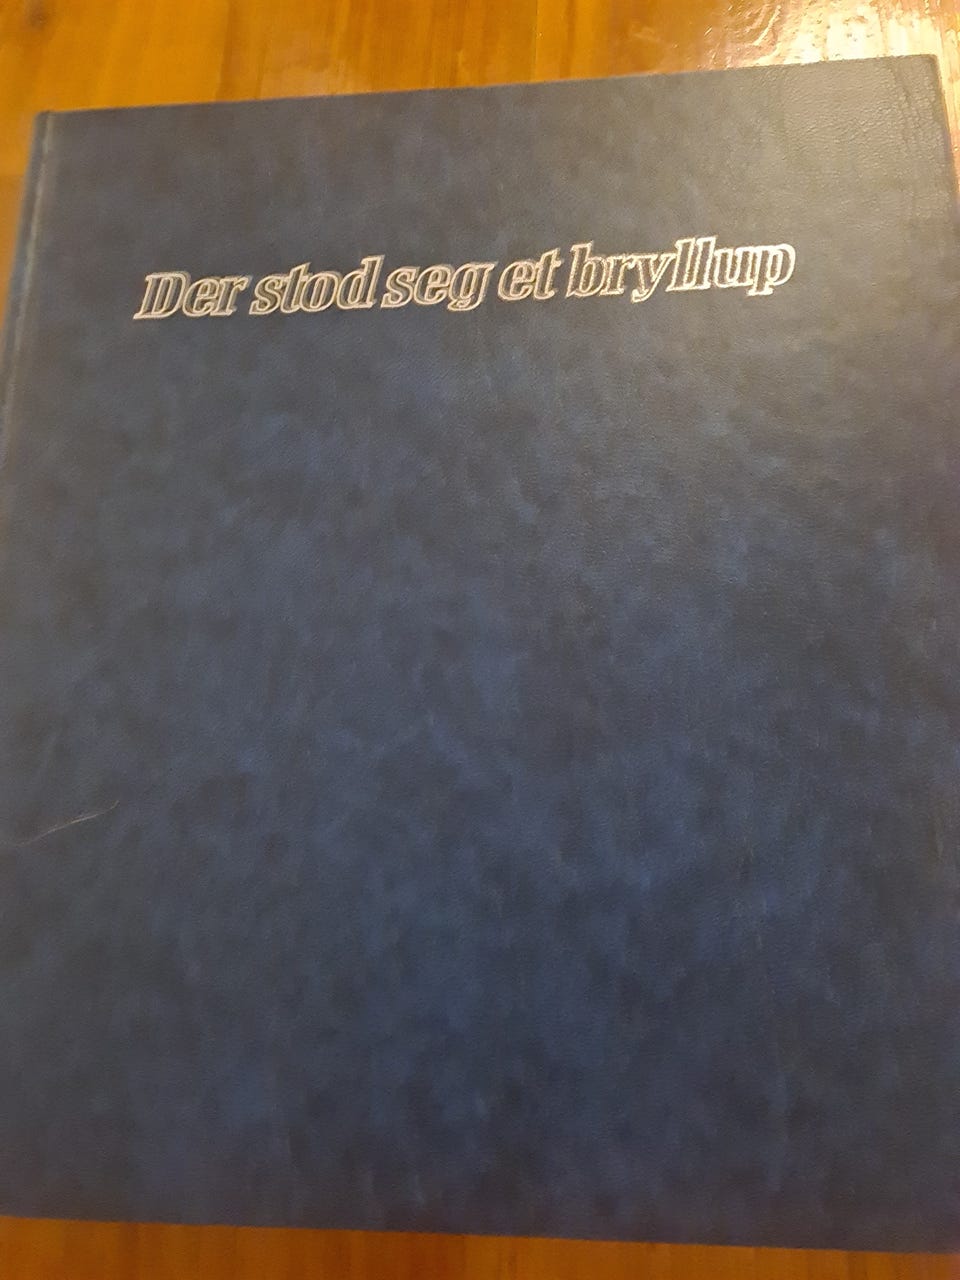 Der stod seg et bryllup